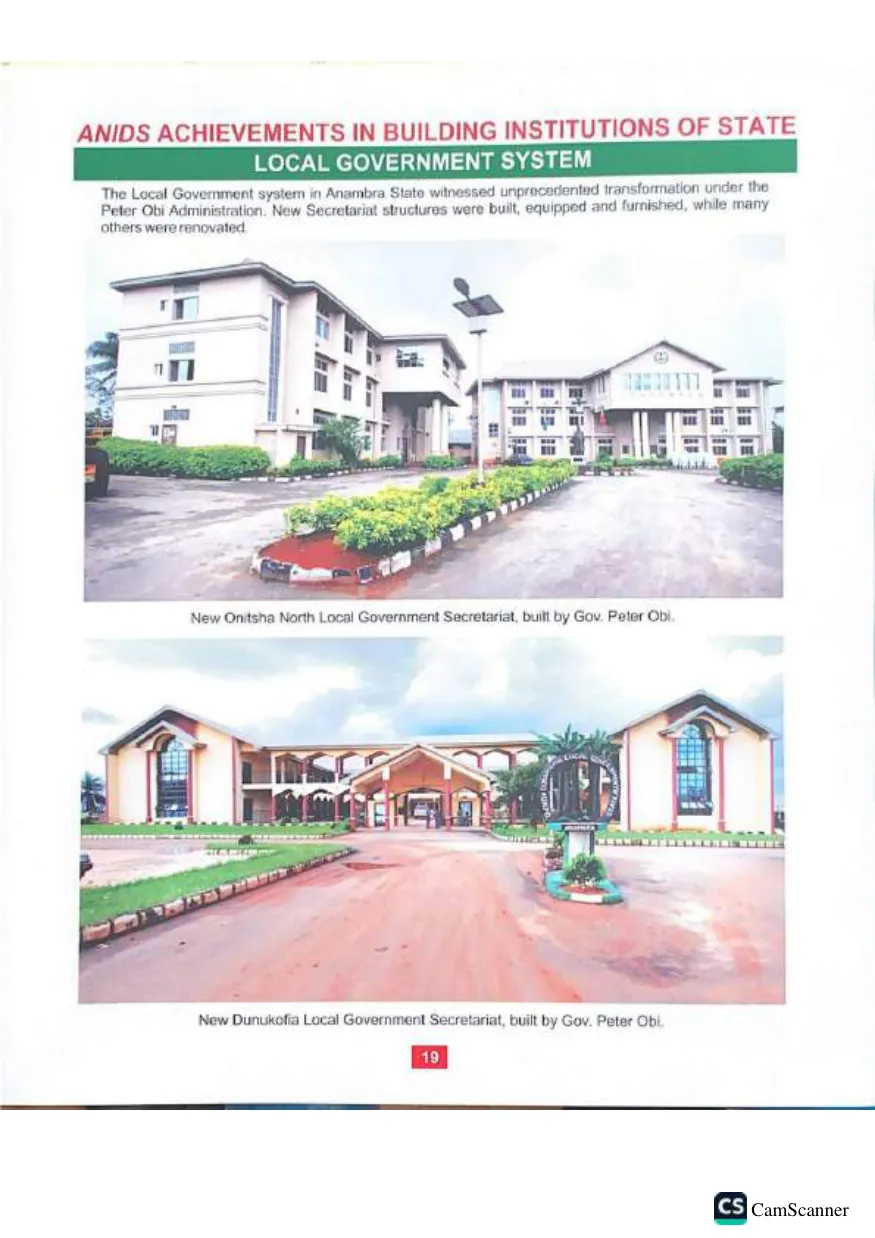 ANIDS ACHIEVEMENTS IN BUILDING INSTITUTIONS OF STATE
LOCAL GOVERNMENT SYSTEM
The Local Government system in Anambra State witnessed unprecedented transformation under the
Peter Obi Administration. New Secretariat structures were built, equipped and furnished, while many
others were renovated.
New Onitsha North Local Government Secretariat, built by Gov. Peter Obi.
ANAMBRA
New Dunukofia Local Government Secretariat, built by Gov. Peter Obi.
19
CS CamScanner